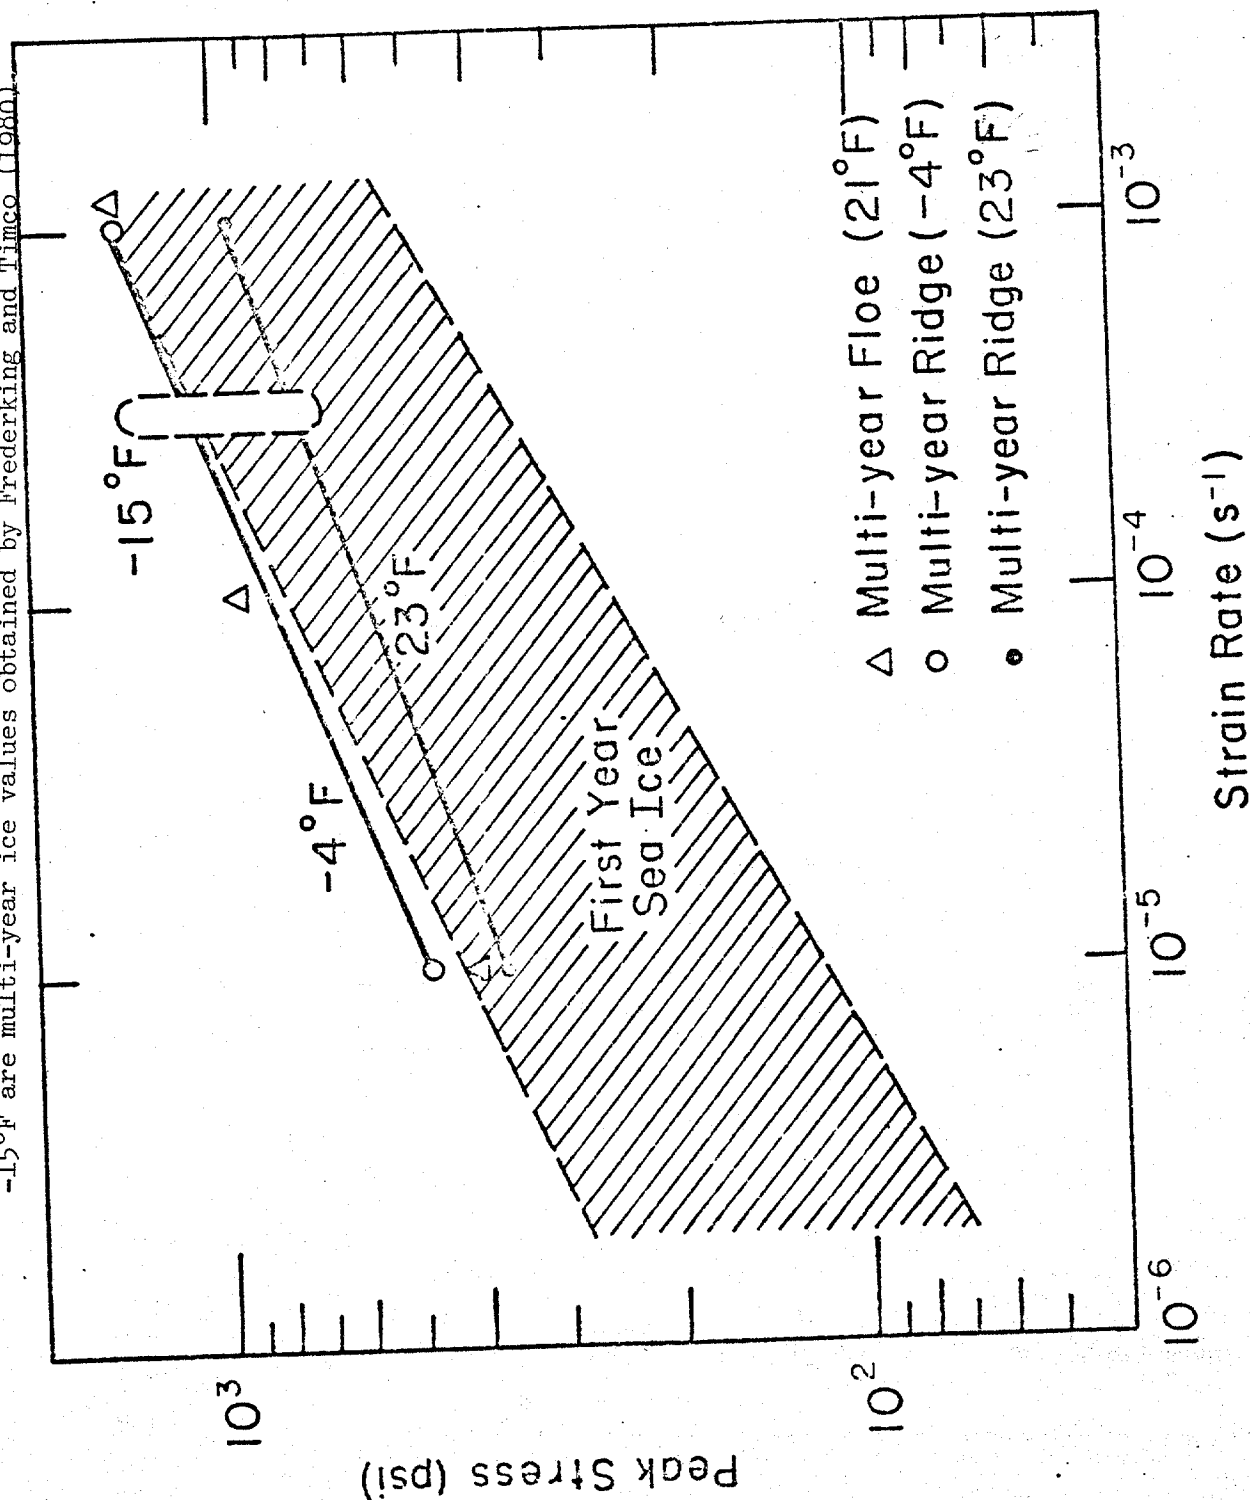 -15°F are multi-year ice values obtained by Frederking and Timco (1980).
-15°F
-4°F
23°F
First Year
Sea Ice
△ Multi-year Floe (21°F)
○ Multi-year Ridge (-4°F)
● Multi-year Ridge (23°F)
Peak Stress (psi)
10³
10²
10⁻⁶
10⁻⁵
10⁻⁴
10⁻³
Strain Rate (s⁻¹)